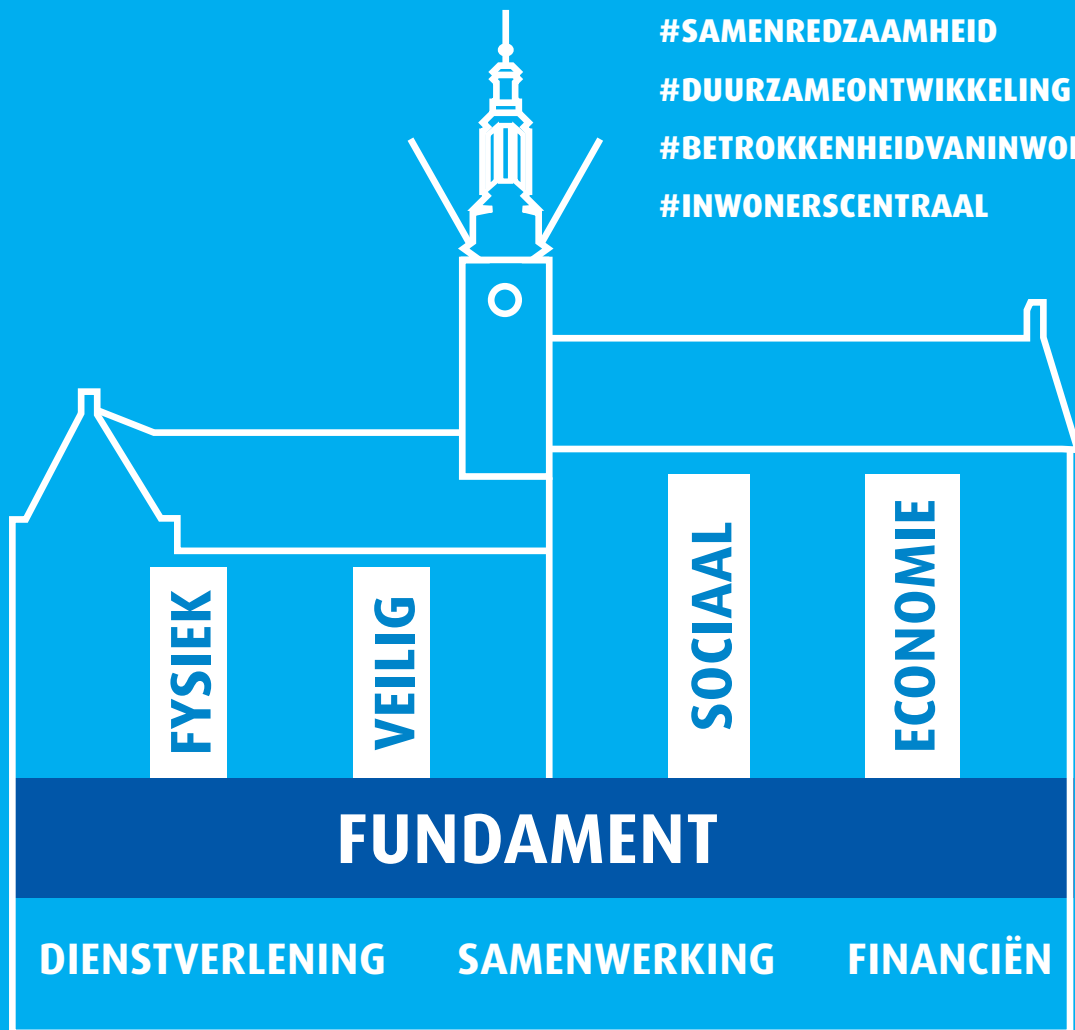 #SAMENREDZAAMHEID
#DUURZAMEONTWIKKELING
#BETROKKENHEIDVANINWO
#INWONERSCENTRAAL
FYSIEK
VEILIG
SOCIAAL
ECONOMIE
FUNDAMENT
DIENSTVERLENING SAMENWERKING FINANCIËN